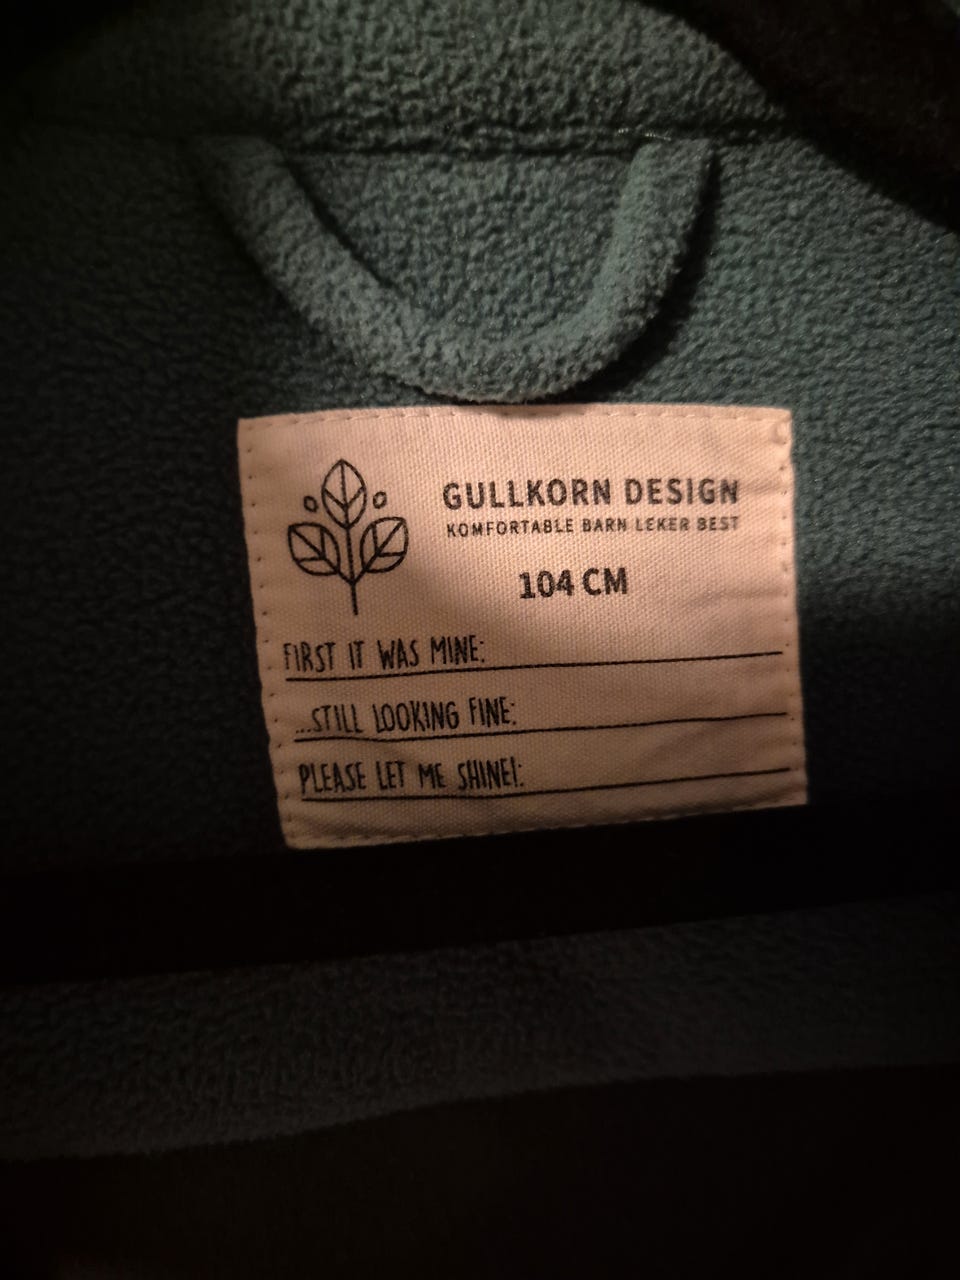 GULLKORN DESIGN
KOMFORTABLE BARN LEKER BEST
104 CM
FIRST IT WAS MINE:
...STILL LOOKING FINE:
PLEASE LET ME SHINE!: